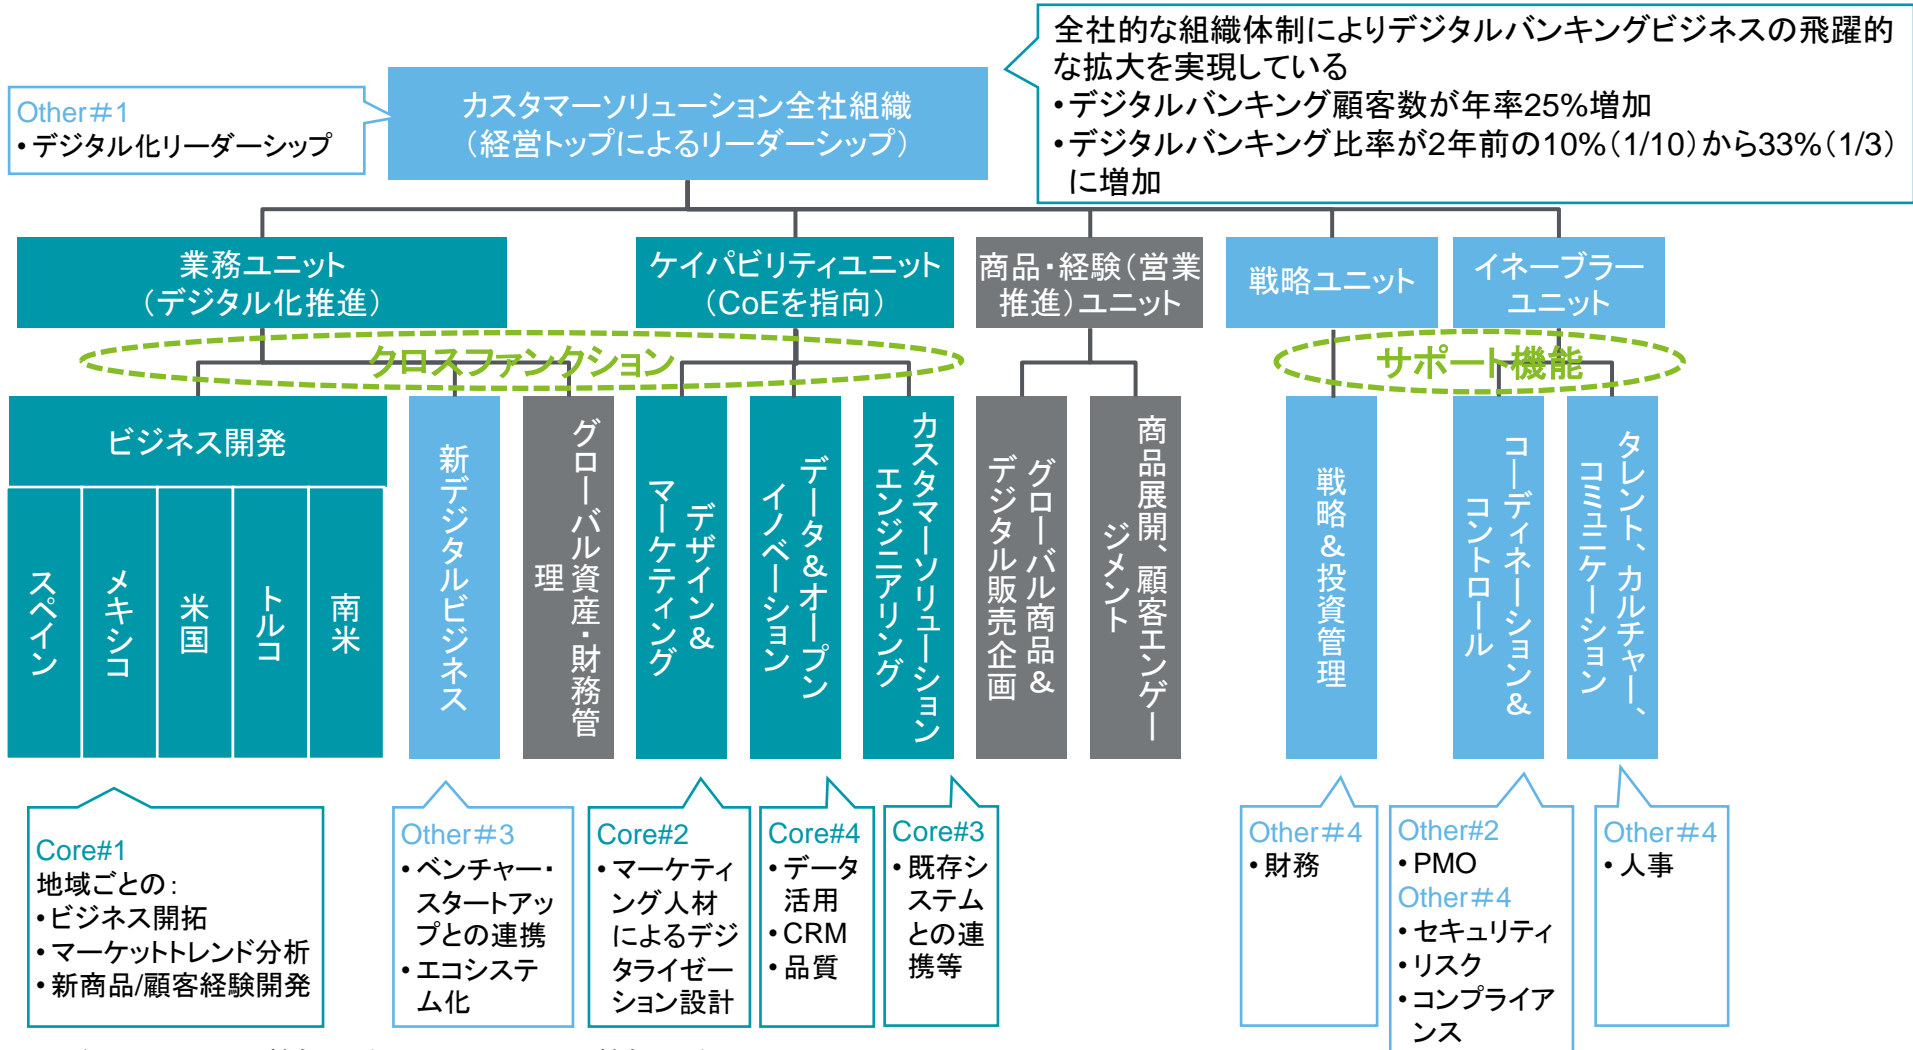 全社的な組織体制によりデジタルバンキングビジネスの飛躍的
な拡大を実現している
•デジタルバンキング顧客数が年率25%増加
•デジタルバンキング比率が2年前の10%(1/10)から33%(1/3)
に増加
Other#1
•デジタル化リーダーシップ
カスタマーソリューション全社組織
(経営トップによるリーダーシップ)
業務ユニット
(デジタル化推進)
ケイパビリティユニット
(CoEを指向)
商品・経験(営業
推進)ユニット
戦略ユニット
イネーブラー
ユニット
クロスファンクション
サポート機能
ビジネス開発
スペイン
メキシコ
米国
トルコ
南米
新デジタルビジネス
グローバル資産・財務管
理
デザイン&
マーケティング
データ&オープン
イノベーション
カスタマーソリューション
エンジニアリング
グローバル商品&
デジタル販売企画
商品展開、顧客エンゲー
ジメント
戦略&投資管理
コーディネーション&
コントロール
タレント、カルチャー、
コミュニケーション
Core#1
地域ごとの:
•ビジネス開拓
•マーケットトレンド分析
•新商品/顧客経験開発
Other#3
•ベンチャー・
スタートアッ
プとの連携
•エコシステ
ム化
Core#2
•マーケティ
ング人材
によるデジ
タライゼー
ション設計
Core#4
•データ
活用
•CRM
•品質
Core#3
•既存シ
ステム
との連
携等
Other#4
•財務
Other#2
•PMO
Other#4
•セキュリティ
•リスク
•コンプライア
ンス
Other#4
•人事